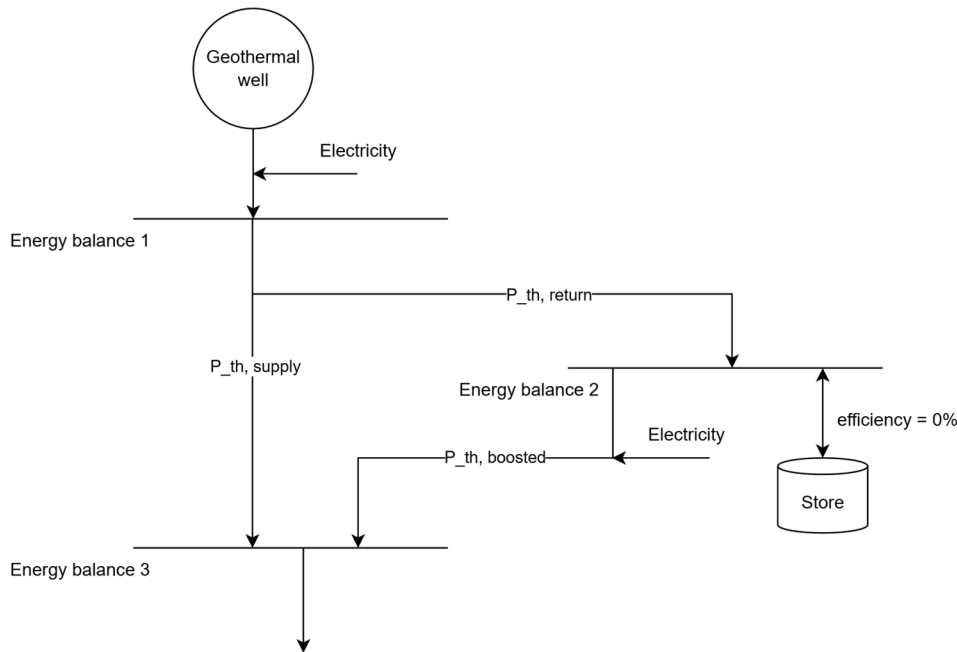 Geothermal
well
Electricity
Energy balance 1
P_th, return
P_th, supply
Energy balance 2
efficiency = 0%
Electricity
P_th, boosted
Store
Energy balance 3